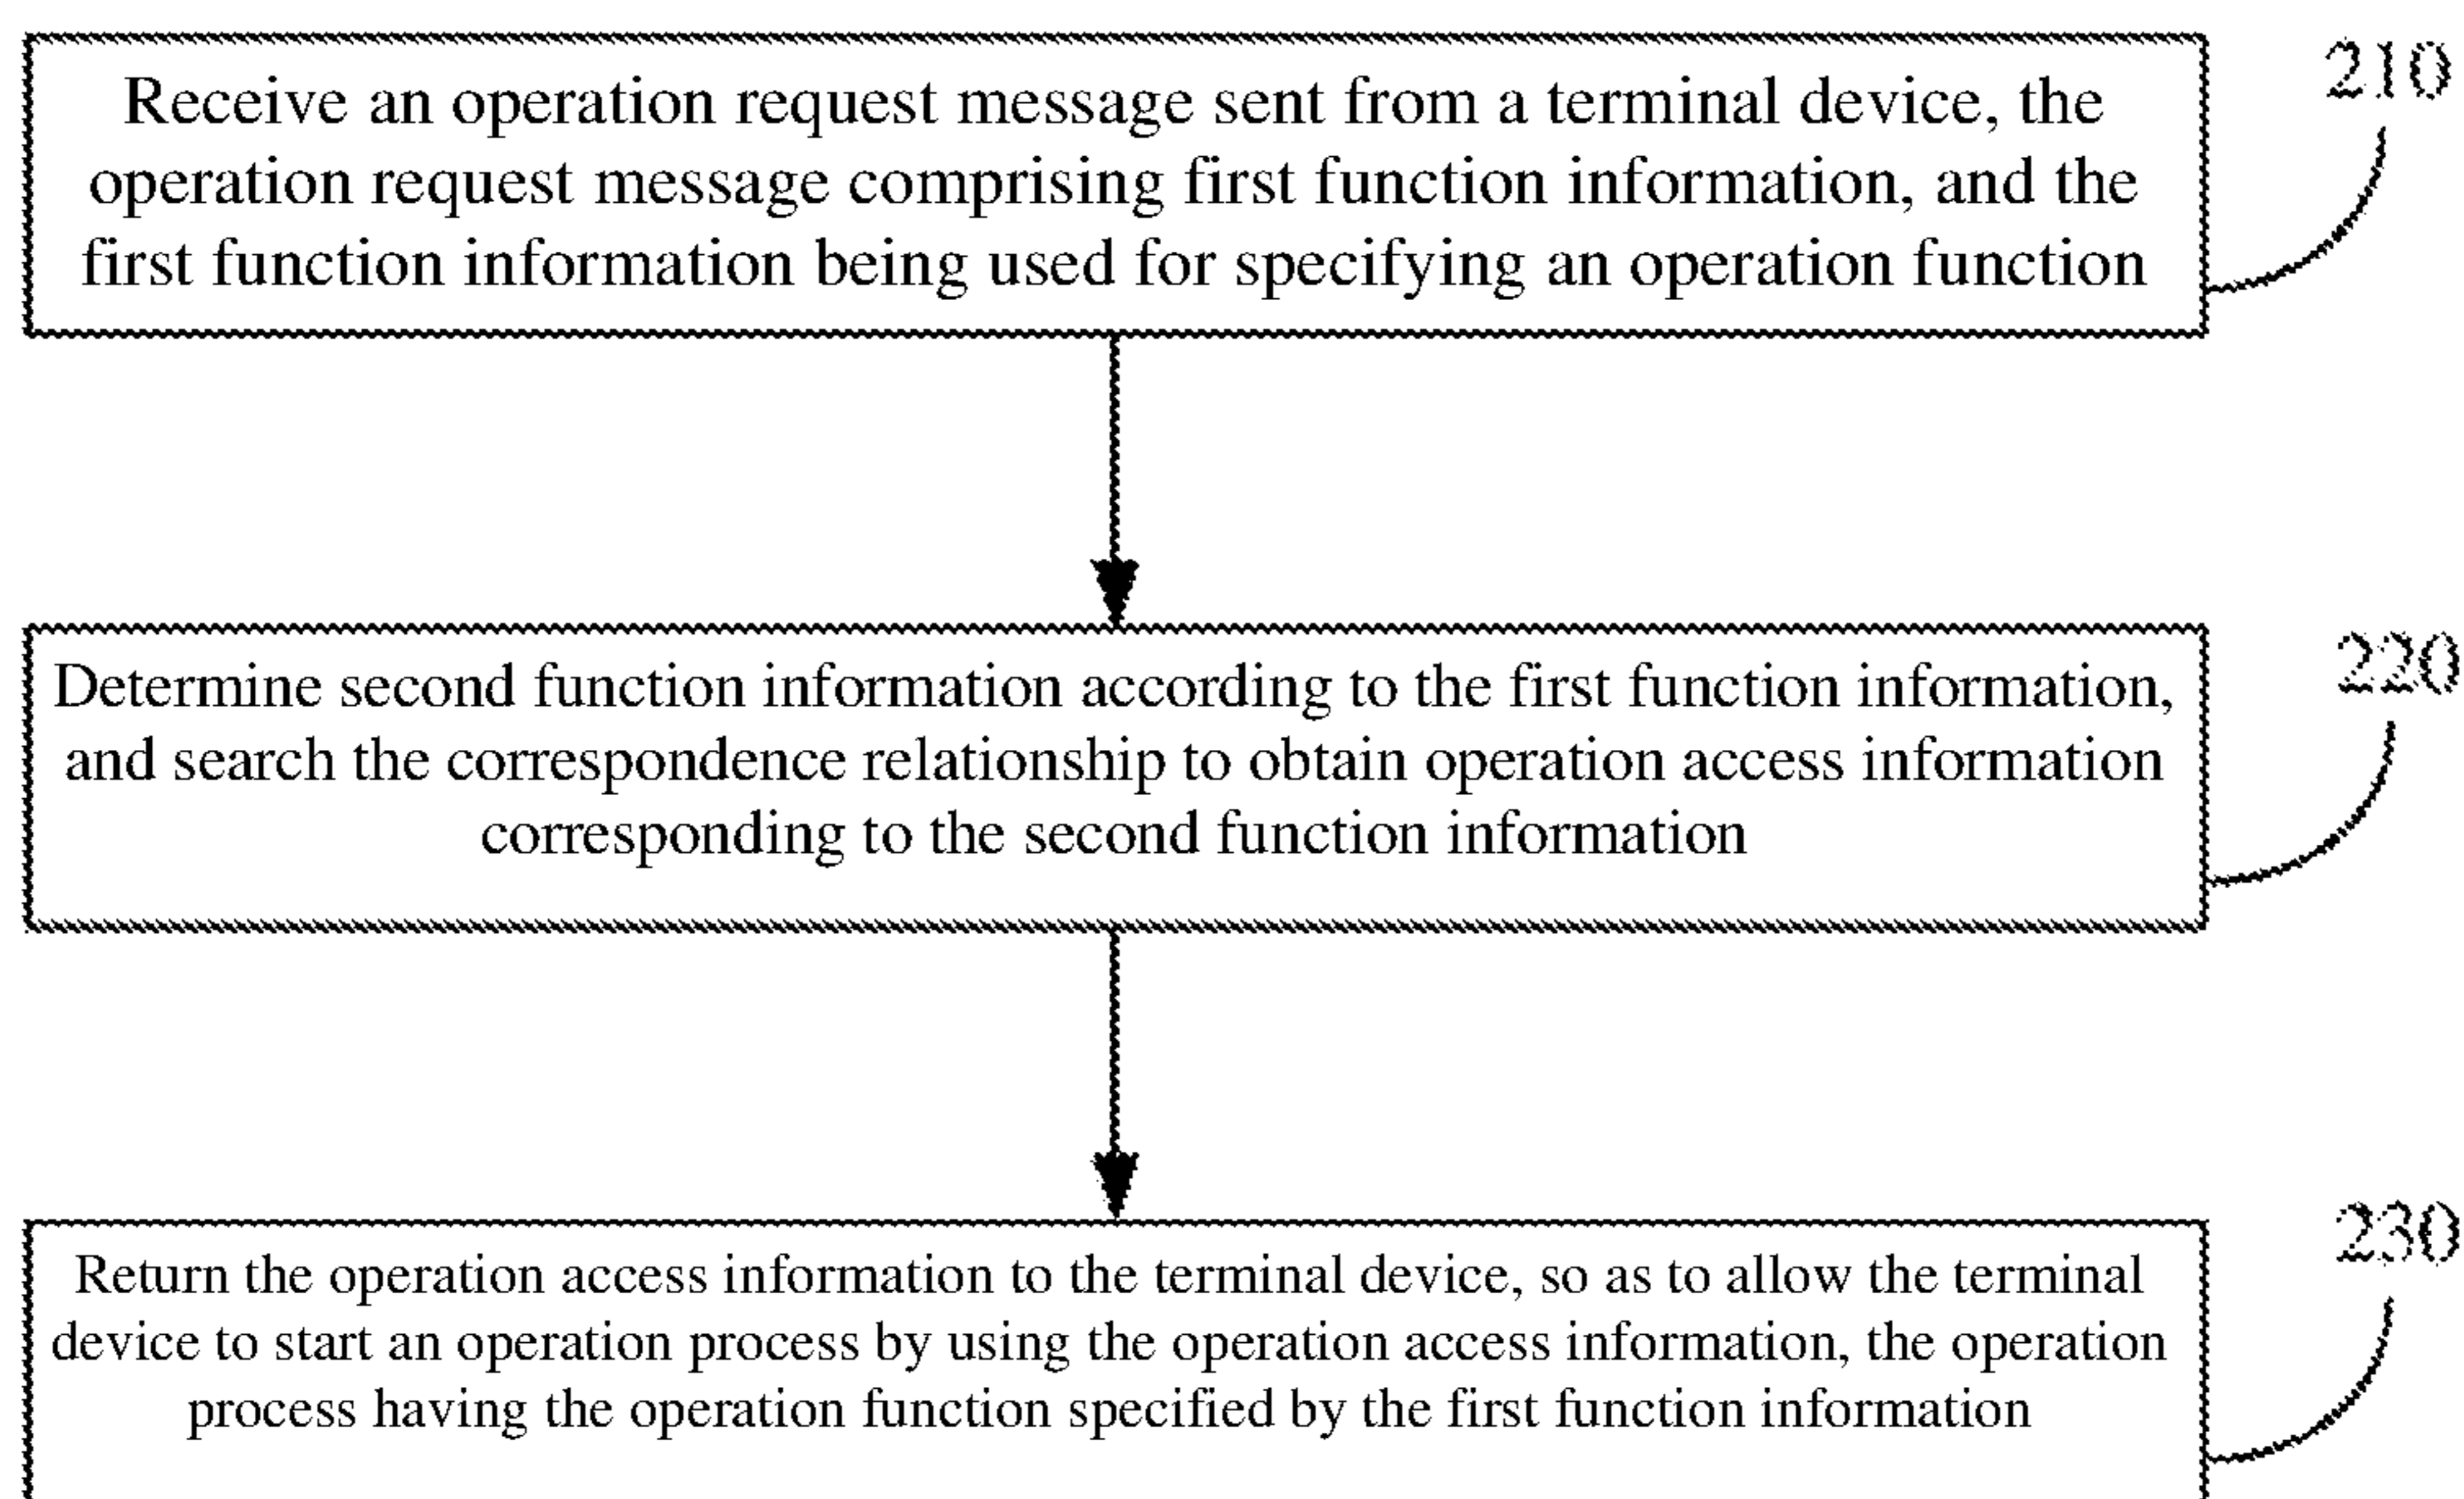 Receive an operation request message sent from a terminal device, the
operation request message comprising first function information, and the
first function information being used for specifying an operation function
210
Determine second function information according to the first function information,
and search the correspondence relationship to obtain operation access information
corresponding to the second function information
220
Return the operation access information to the terminal device, so as to allow the terminal
device to start an operation process by using the operation access information, the operation
process having the operation function specified by the first function information
230